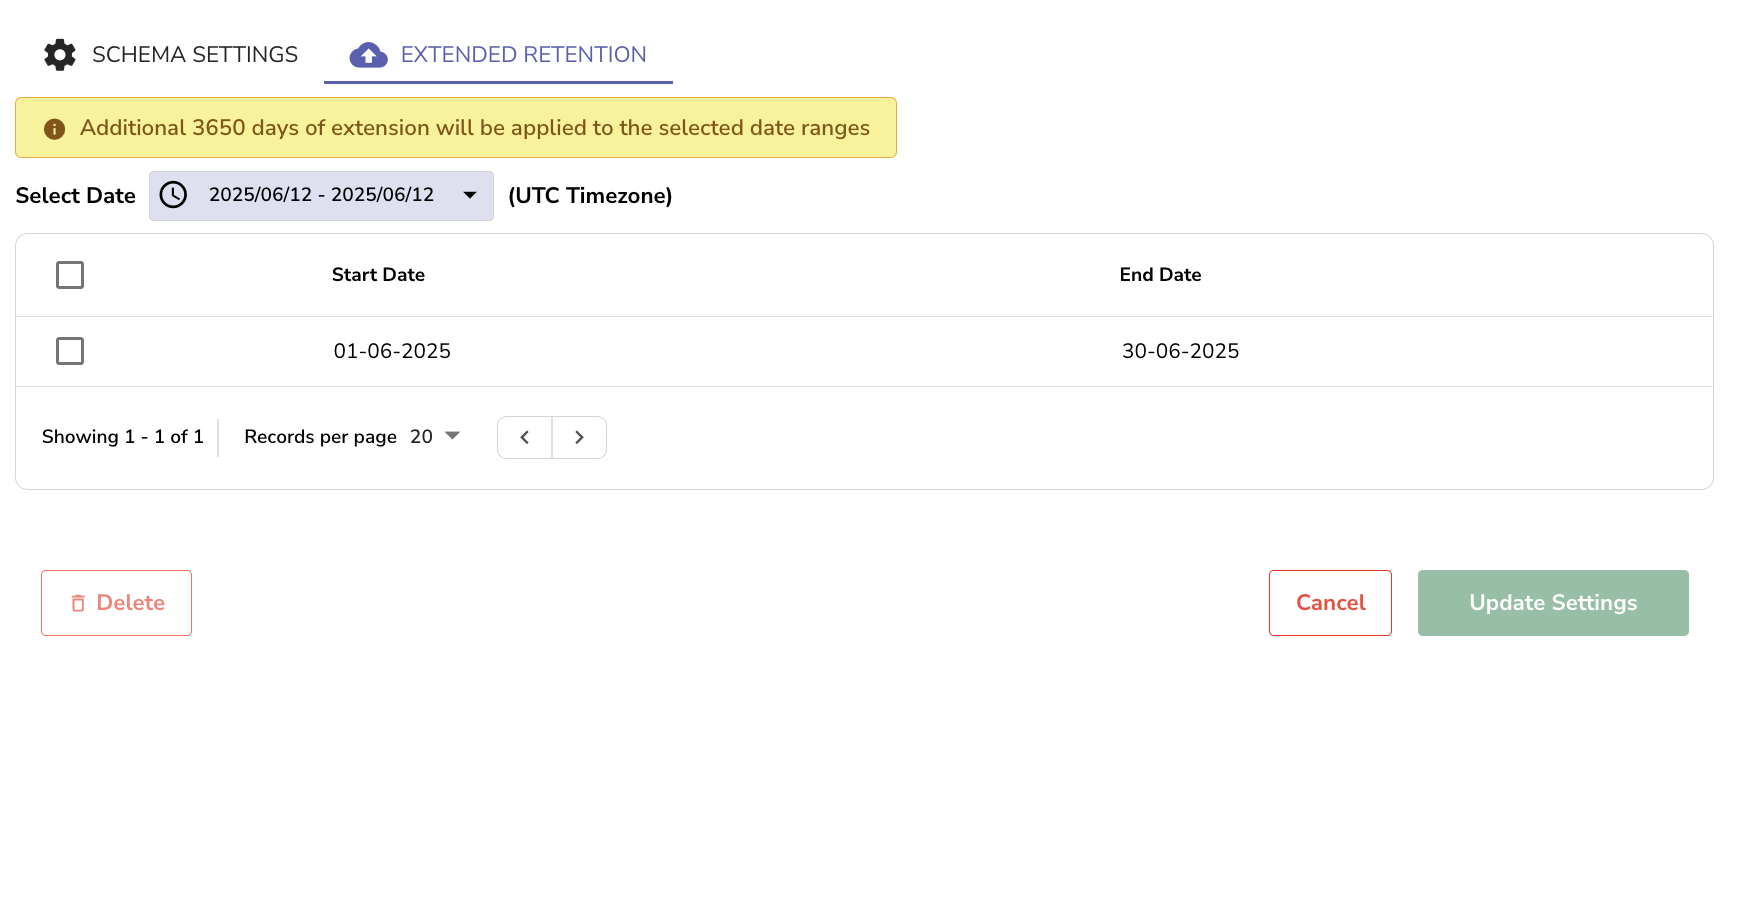 SCHEMA SETTINGS EXTENDED RETENTION
Additional 3650 days of extension will be applied to the selected date ranges
Select Date 2025/06/12 - 2025/06/12 (UTC Timezone)
Start Date End Date
01-06-2025 30-06-2025
Showing 1 - 1 of 1 Records per page 20
Delete Cancel Update Settings